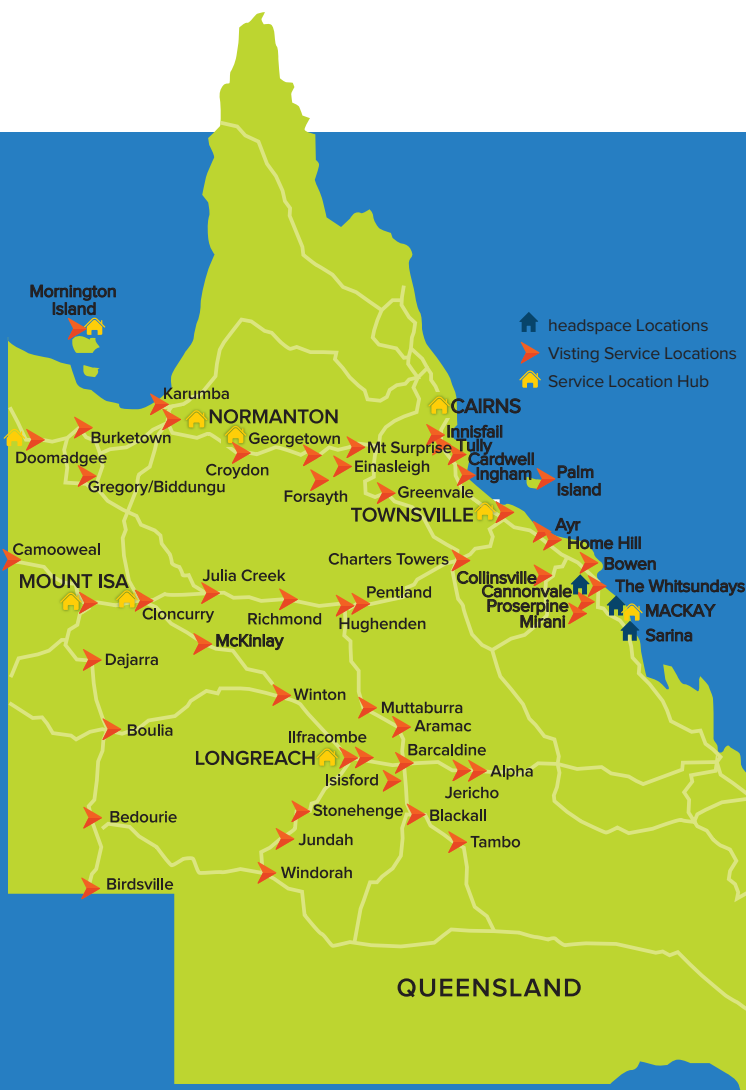 Mornington
Island
headspace Locations
Visting Service Locations
Service Location Hub
Karumba
NORMANTON
CAIRNS
Burketown
Georgetown
Innisfail
Tully
Mt Surprise
Doomadgee
Croydon
Einasleigh
Cardwell
Ingham
Palm
Island
Gregory/Biddungu
Forsayth
Greenvale
TOWNSVILLE
Ayr
Home Hill
Camooweal
Charters Towers
Bowen
MOUNT ISA
Julia Creek
Collinsville
The Whitsundays
Cannonvale
Pentland
Cloncurry
Richmond
Hughenden
Proserpine
MACKAY
Mirani
Sarina
McKinlay
Dajarra
Winton
Muttaburra
Aramac
Boulia
Ilfracombe
Barcaldine
LONGREACH
Alpha
Isisford
Jericho
Stonehenge
Blackall
Bedourie
Jundah
Tambo
Windorah
Birdsville
QUEENSLAND